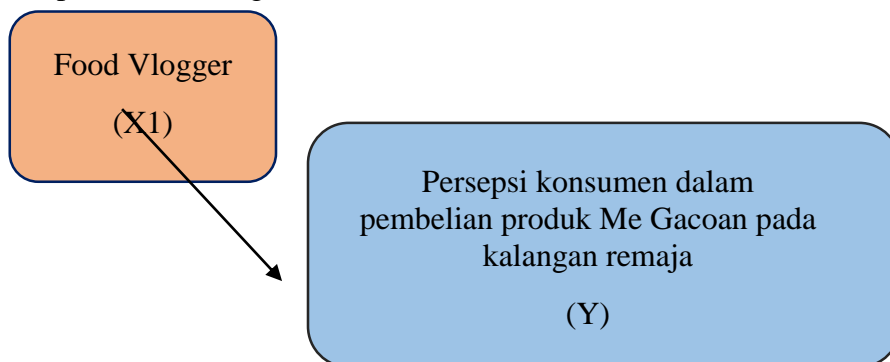 Food Vlogger
(X1)
Persepsi konsumen dalam
pembelian produk Me Gacoan pada
kalangan remaja
(Y)